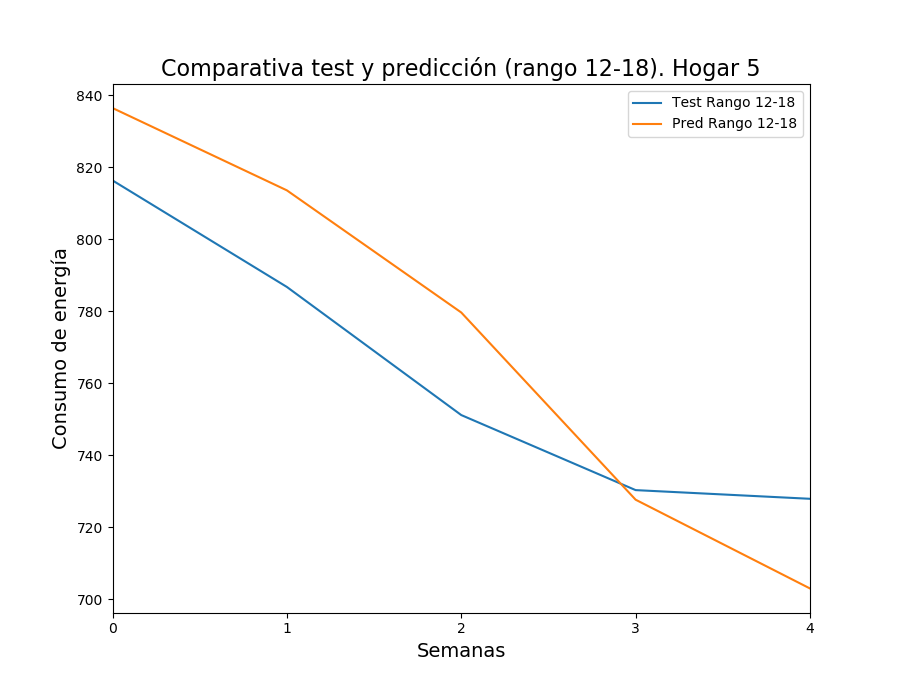 Comparativa test y predicción (rango 12-18). Hogar 5
Test Rango 12-18
Pred Rango 12-18
Consumo de energía
840
820
800
780
760
740
720
700
0 1 2 3 4
Semanas